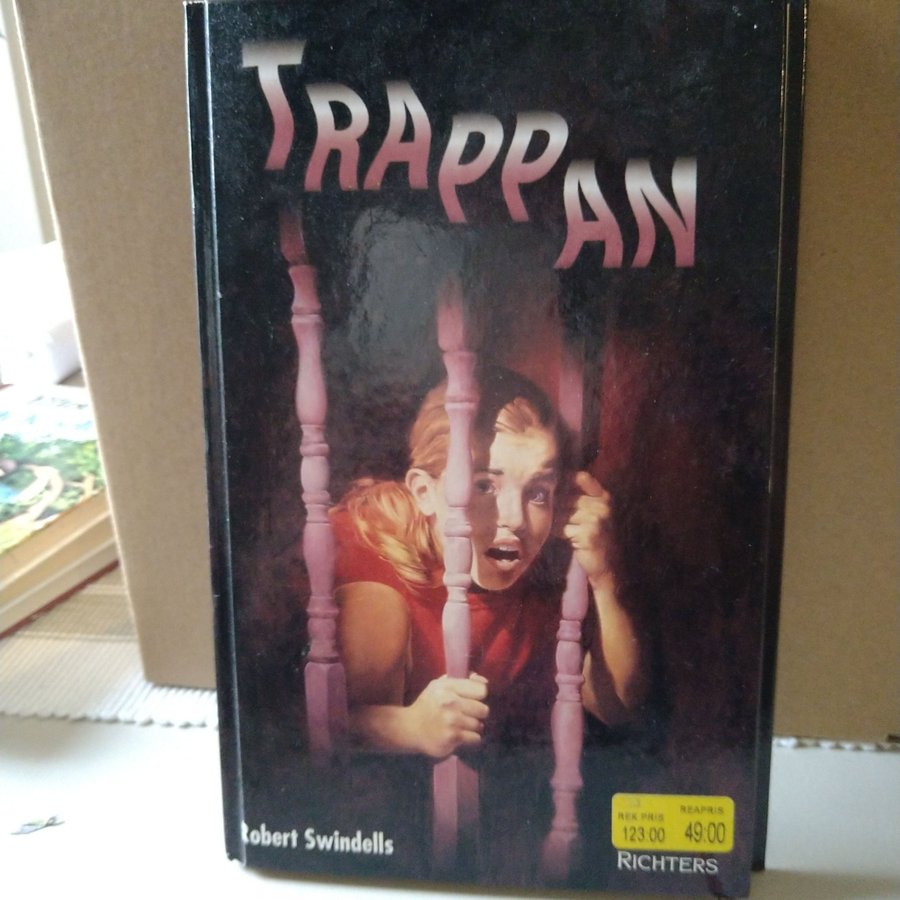 TRAPPAN
Robert Swindells
REK PRIS REAPRIS
123:00 49:00
RICHTERS